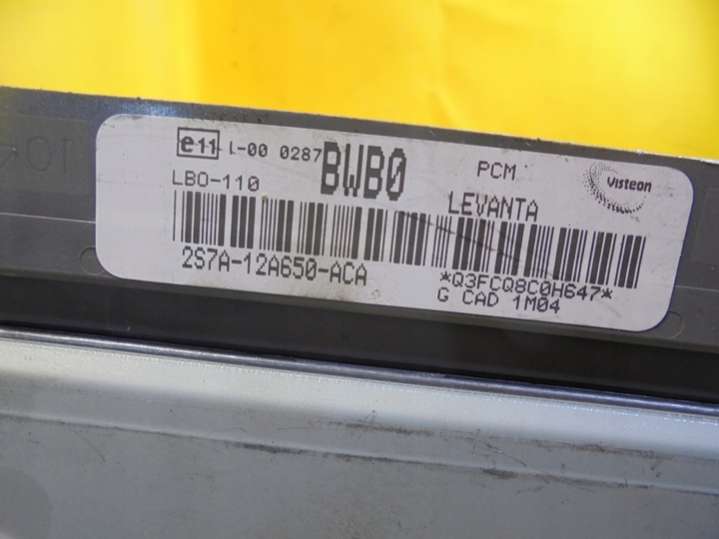 e11 L-00 0287 BWB0 PCM Visteon
LBO-110 LEVANTA
2S7A-12A650-ACA *Q3FCQ8C0H647*
G CAD 1M04